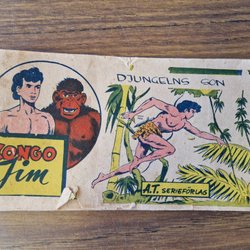 DJUNGELNS SON
KONGO
Jim
A.T. SERIEFÖRLAG